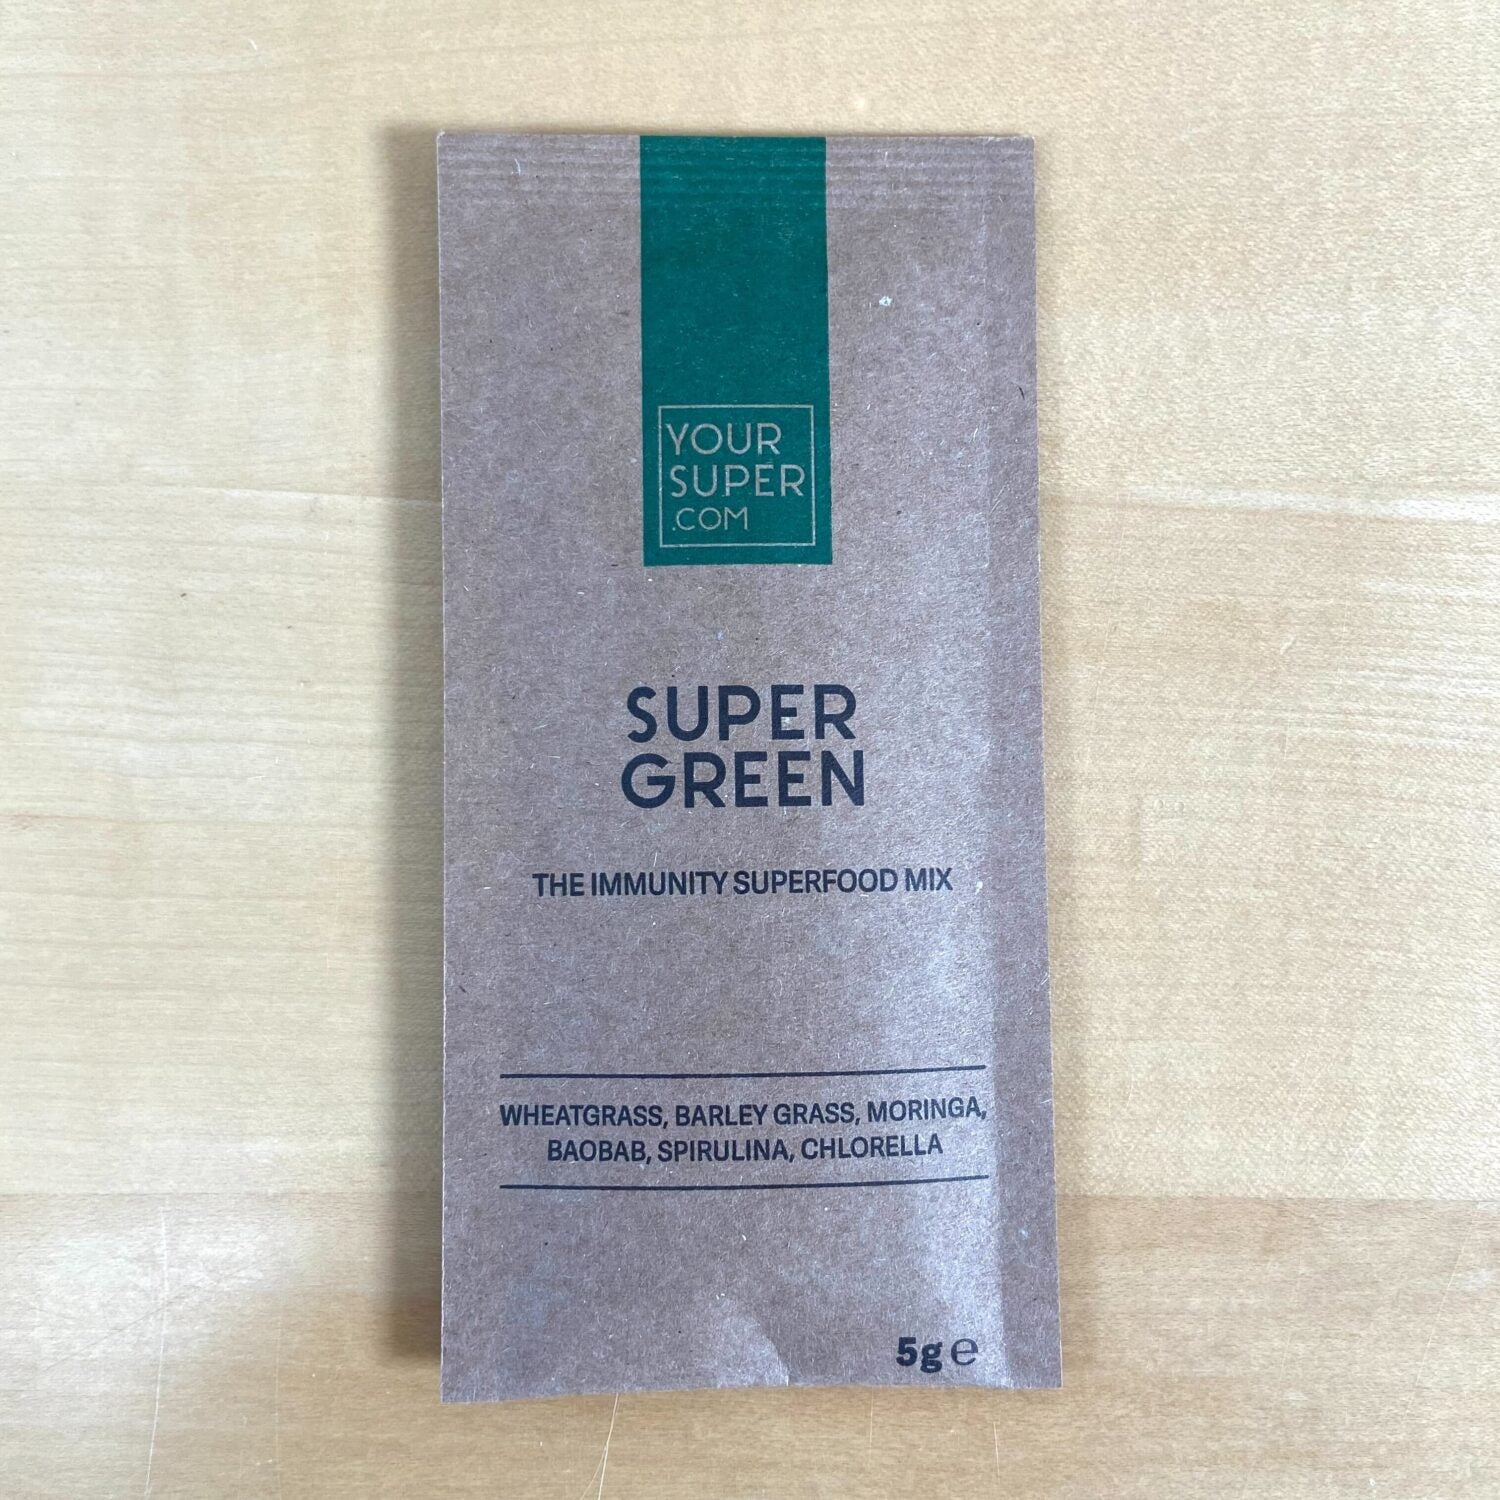 YOUR
SUPER
.COM
SUPER
GREEN
THE IMMUNITY SUPERFOOD MIX
WHEATGRASS, BARLEY GRASS, MORINGA,
BAOBAB, SPIRULINA, CHLORELLA
5g ℮